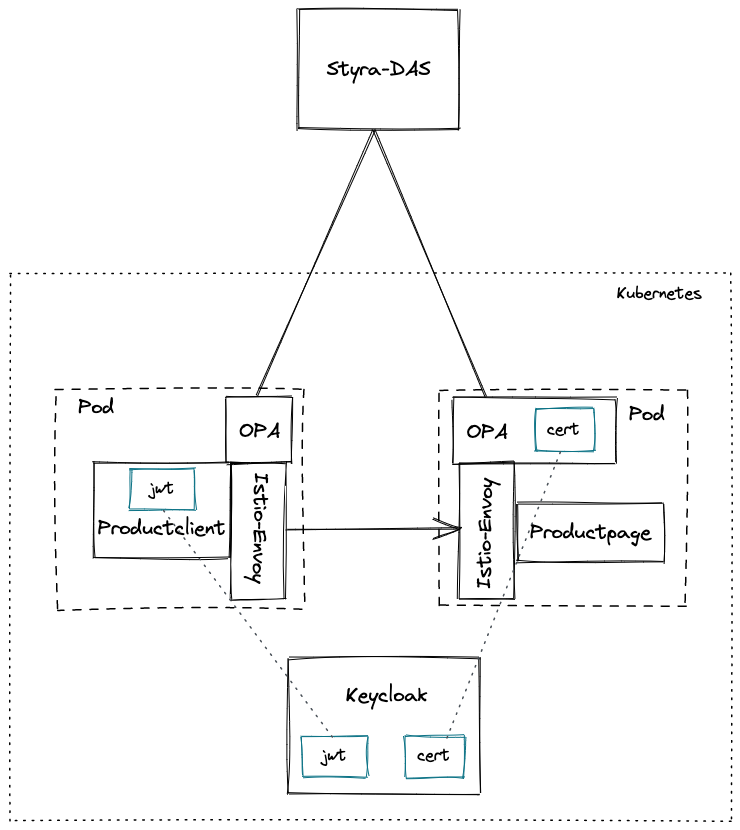 Styra-DAS
Kubernetes
Pod
OPA
jwt
Productclient
Istio-Envoy
OPA
cert
Pod
Istio-Envoy
Productpage
Keycloak
jwt
cert